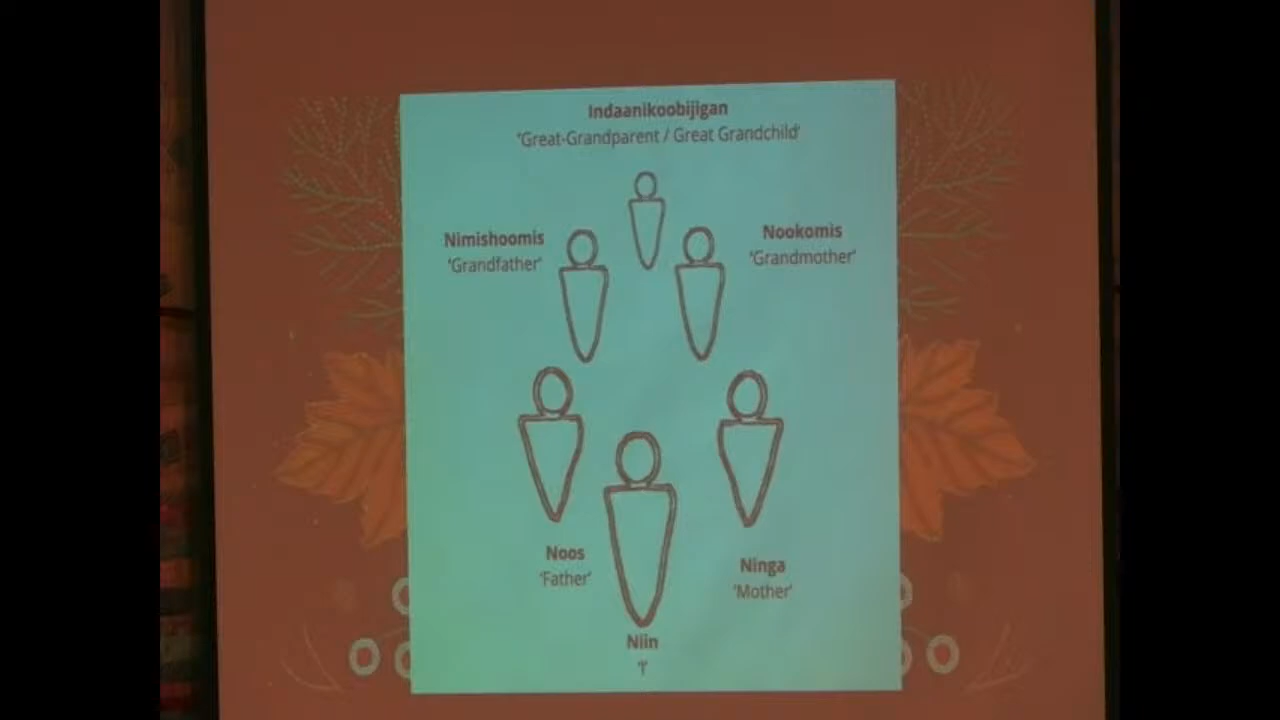 Indaanikoobijigan
'Great-Grandparent / Great Grandchild'
Nimishoomis
'Grandfather'
Nookomis
'Grandmother'
Noos
'Father'
Ninga
'Mother'
Niin
'I'